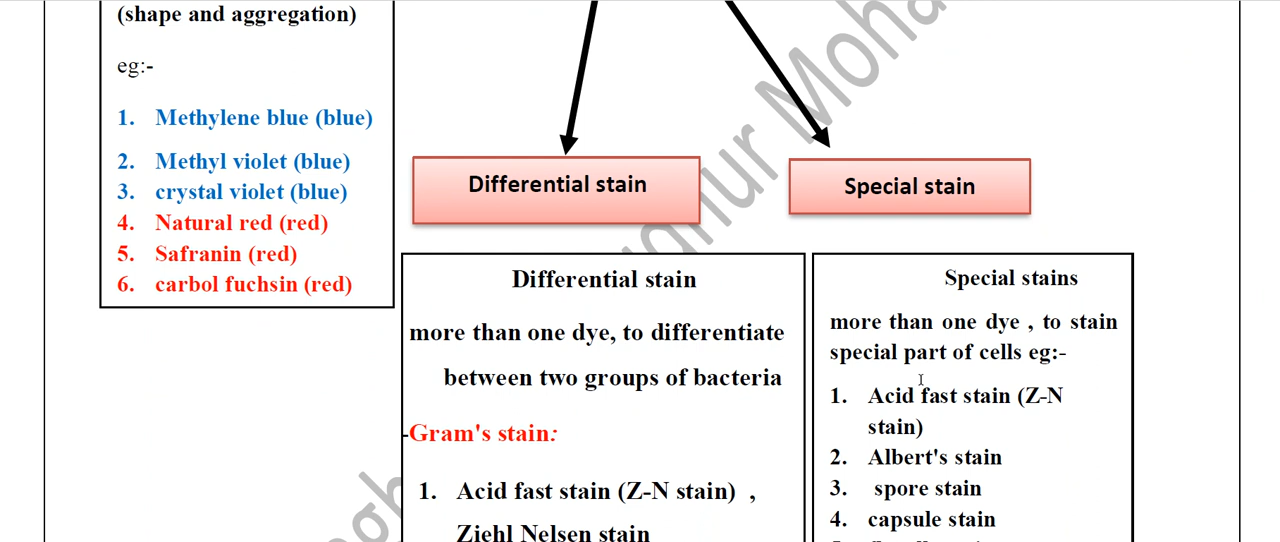 (shape and aggregation)
eg:-
1. Methylene blue (blue)
2. Methyl violet (blue)
3. crystal violet (blue)
4. Natural red (red)
5. Safranin (red)
6. carbol fuchsin (red)
Differential stain
Special stain
Differential stain
more than one dye, to differentiate
between two groups of bacteria
-Gram's stain:
1. Acid fast stain (Z-N stain) ,
Ziehl Nelsen stain
Special stains
more than one dye , to stain
special part of cells eg:-
1. Acid fast stain (Z-N
stain)
2. Albert's stain
3. spore stain
4. capsule stain